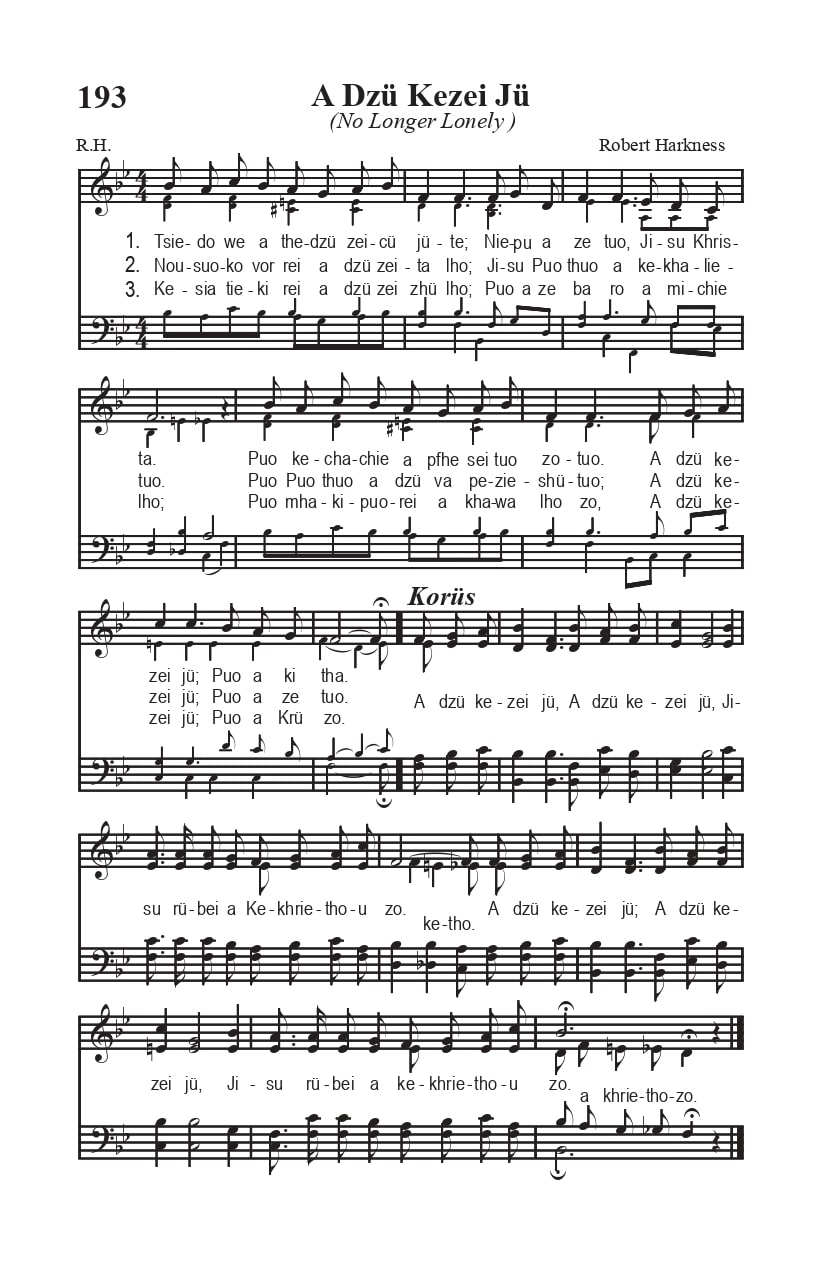 193
A Dzü Kezei Jü
(No Longer Lonely )
R.H. Robert Harkness
1. Tsie- do we a the-dzü zei-cü jü- te; Nie-pu a ze tuo, Ji- su Khris-
2. Nou-suo-ko vor rei a dzü zei- ta lho; Ji-su Puo thuo a ke-kha-lie -
3. Ke-sia tie-ki rei a dzü zei zhü lho; Puo a ze ba ro a mi-chie
ta. Puo ke-cha-chie a pfhe sei tuo zo-tuo. A dzü ke-
tuo. Puo Puo thuo a dzü va pe-zie-shü-tuo; A dzü ke-
lho; Puo mha-ki-puo-rei a kha-wa lho zo, A dzü ke-
Korüs
zei jü; Puo a ki tha.
zei jü; Puo a ze tuo.
zei jü; Puo a Krü zo.
A dzü ke-zei jü, A dzü ke - zei jü, Ji-
su rü-bei a Ke-khrie-tho-u zo. A dzü ke-zei jü; A dzü ke-
ke-tho.
zei jü, Ji- su rü-bei a ke-khrie-tho-u zo.
a khrie-tho-zo.